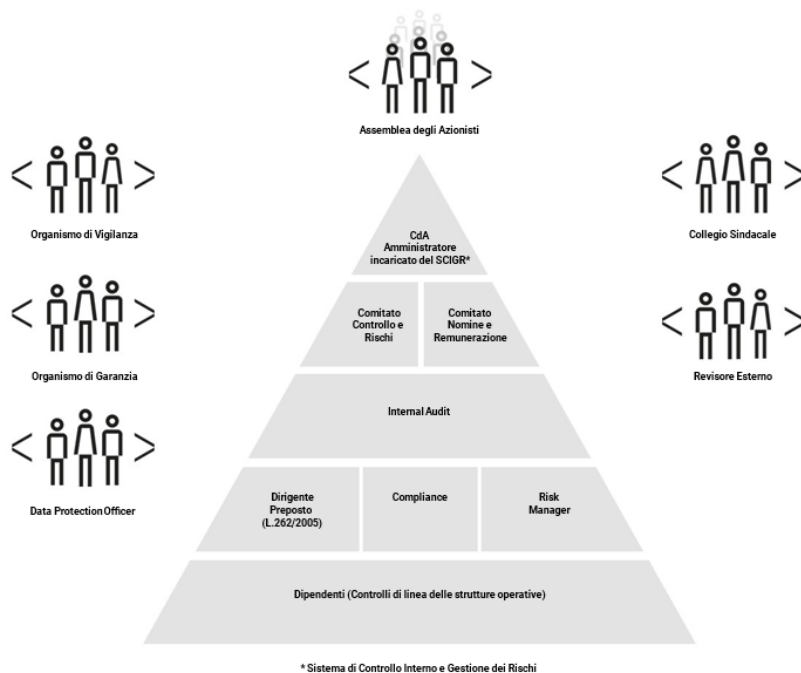 Assemblea degli Azionisti
Organismo di Vigilanza
Collegio Sindacale
CdA
Amministratore
incaricato del SCIGR*
Comitato
Controllo e
Rischi
Comitato
Nomine e
Remunerazione
Organismo di Garanzia
Revisore Esterno
Internal Audit
Data Protection Officer
Dirigente
Preposto
(L.262/2005)
Compliance
Risk
Manager
Dipendenti (Controlli di linea delle strutture operative)
* Sistema di Controllo Interno e Gestione dei Rischi